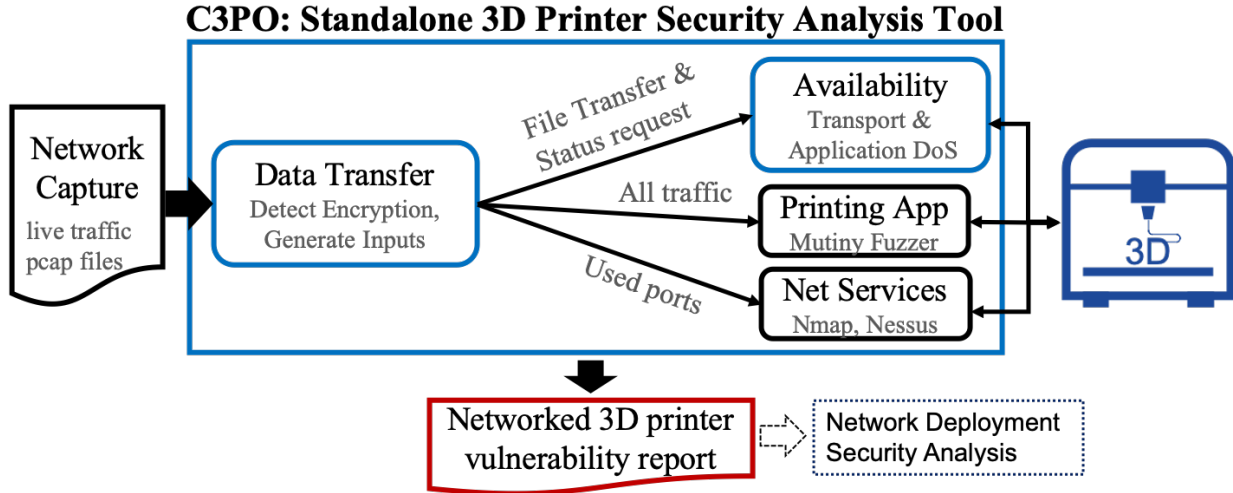 C3PO: Standalone 3D Printer Security Analysis Tool
Network
Capture
live traffic
pcap files
Data Transfer
Detect Encryption,
Generate Inputs
File Transfer &
Status request
All traffic
Used ports
Availability
Transport &
Application DoS
Printing App
Mutiny Fuzzer
Net Services
Nmap, Nessus
3D
Networked 3D printer
vulnerability report
Network Deployment
Security Analysis